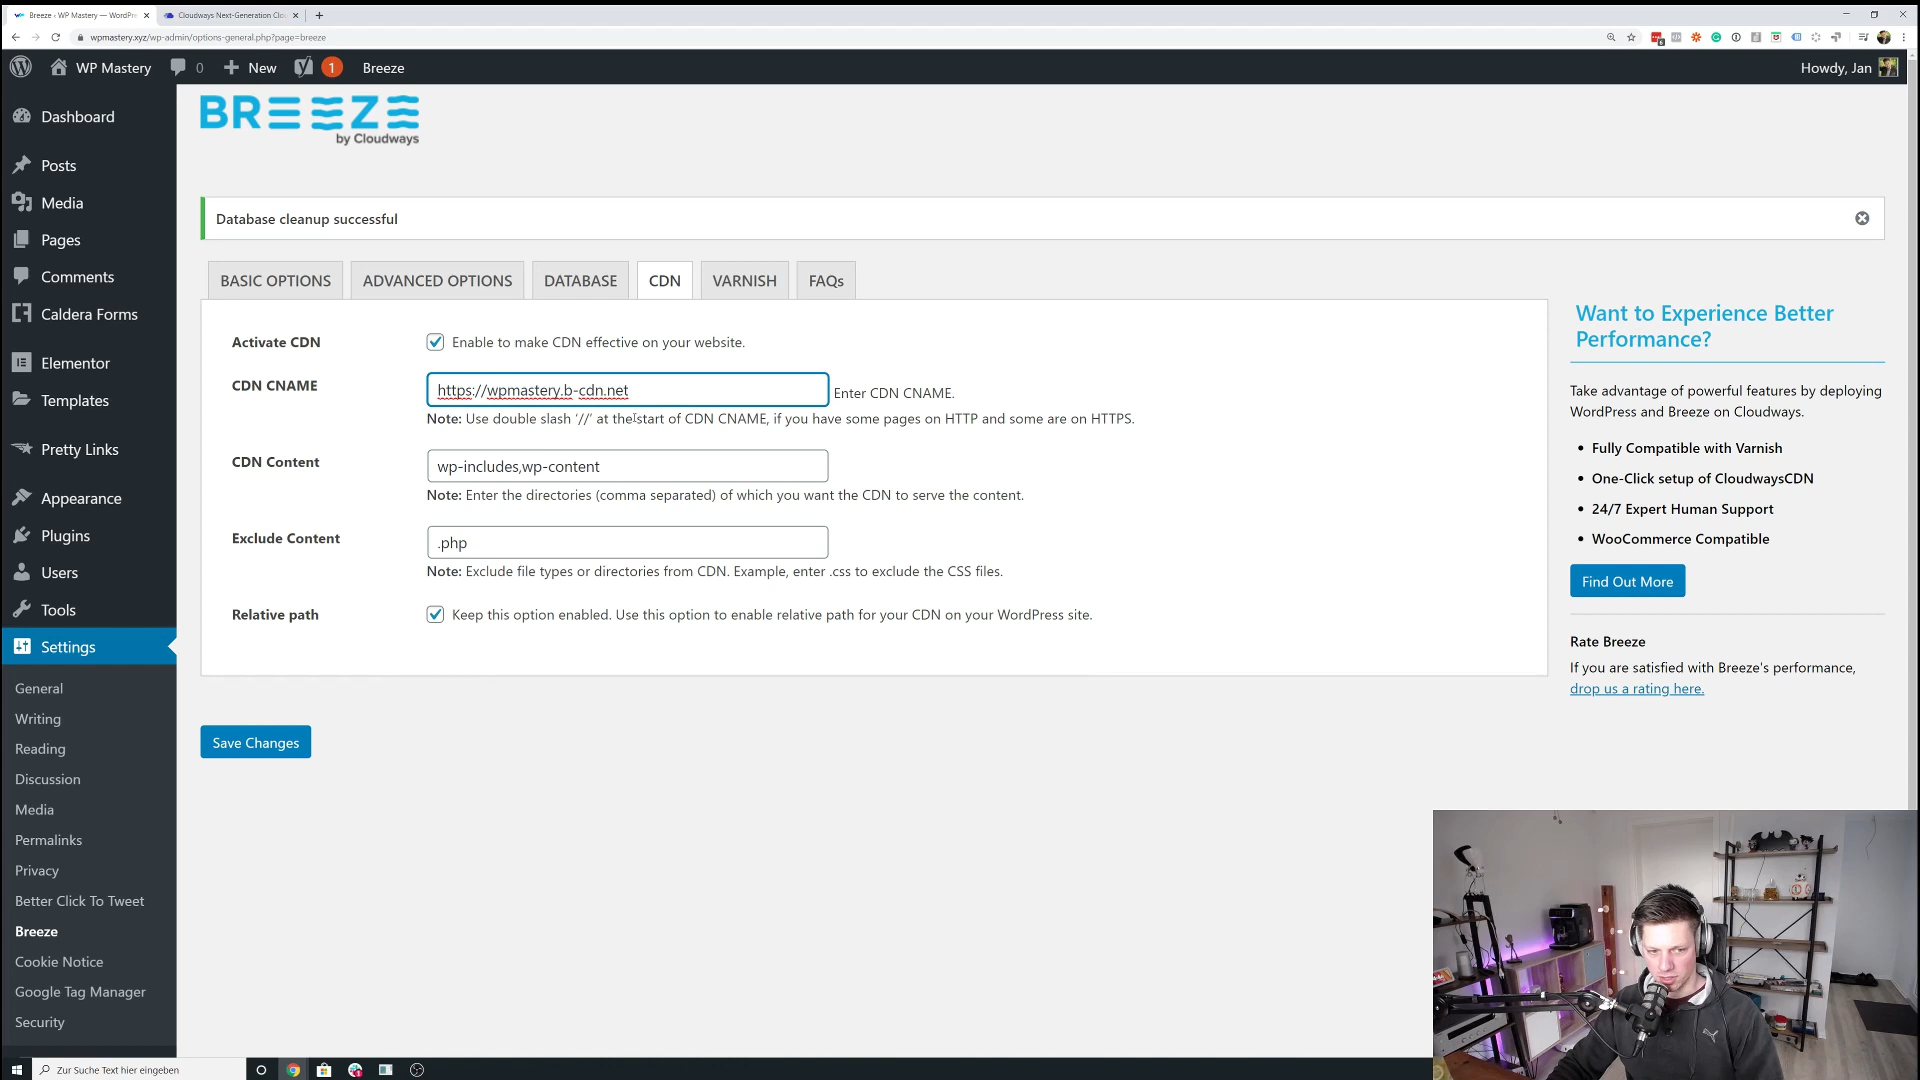 Breeze ‹ WP Mastery — WordPre
Cloudways Next-Generation Clo
wpmastery.xyz/wp-admin/options-general.php?page=breeze
WP Mastery
0
New
1
Breeze
Howdy, Jan
Dashboard
Posts
Media
Pages
Comments
Caldera Forms
Elementor
Templates
Pretty Links
Appearance
Plugins
Users
Tools
Settings
General
Writing
Reading
Discussion
Media
Permalinks
Privacy
Better Click To Tweet
Breeze
Cookie Notice
Google Tag Manager
Security
BREEZE
by Cloudways
Database cleanup successful
BASIC OPTIONS
ADVANCED OPTIONS
DATABASE
CDN
VARNISH
FAQs
Activate CDN
Enable to make CDN effective on your website.
CDN CNAME
https://wpmastery.b-cdn.net
Enter CDN CNAME.
Note: Use double slash ‘//’ at the start of CDN CNAME, if you have some pages on HTTP and some are on HTTPS.
CDN Content
wp-includes,wp-content
Note: Enter the directories (comma separated) of which you want the CDN to serve the content.
Exclude Content
.php
Note: Exclude file types or directories from CDN. Example, enter .css to exclude the CSS files.
Relative path
Keep this option enabled. Use this option to enable relative path for your CDN on your WordPress site.
Save Changes
Want to Experience Better
Performance?
Take advantage of powerful features by deploying
WordPress and Breeze on Cloudways.
Fully Compatible with Varnish
One-Click setup of CloudwaysCDN
24/7 Expert Human Support
WooCommerce Compatible
Find Out More
Rate Breeze
If you are satisfied with Breeze's performance,
drop us a rating here.
Zur Suche Text hier eingeben